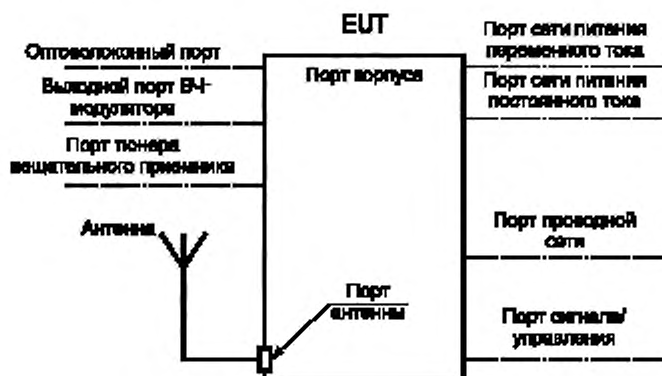 EUT
Оптоволоконный порт
Выходной порт ВЧ-
модулятора
Порт тюнера
вещательного приемника
Антенна
Порт корпуса
Порт
антенны
Порт сети питания
переменного тока
Порт сети питания
постоянного тока
Порт проводной
сети
Порт сигнала/
управления